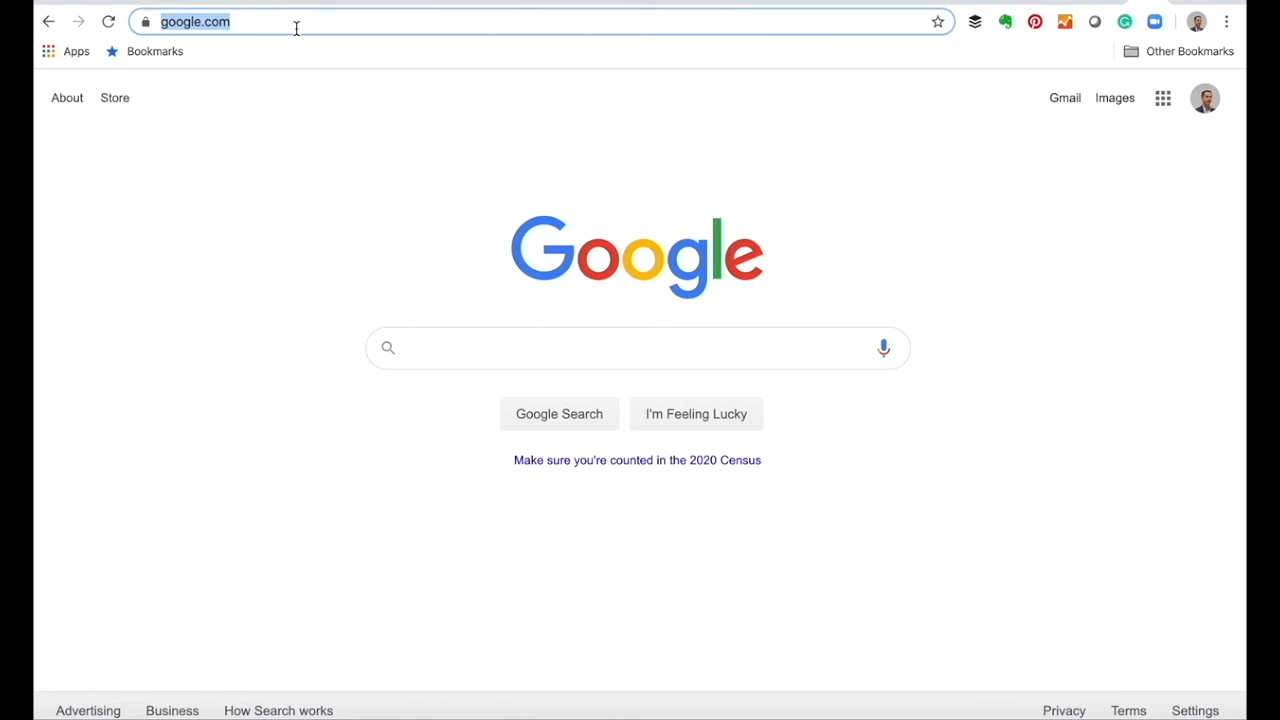 google.com
Apps Bookmarks Other Bookmarks
About Store Gmail Images
Google
Google Search I'm Feeling Lucky
Make sure you're counted in the 2020 Census
Advertising Business How Search works Privacy Terms Settings